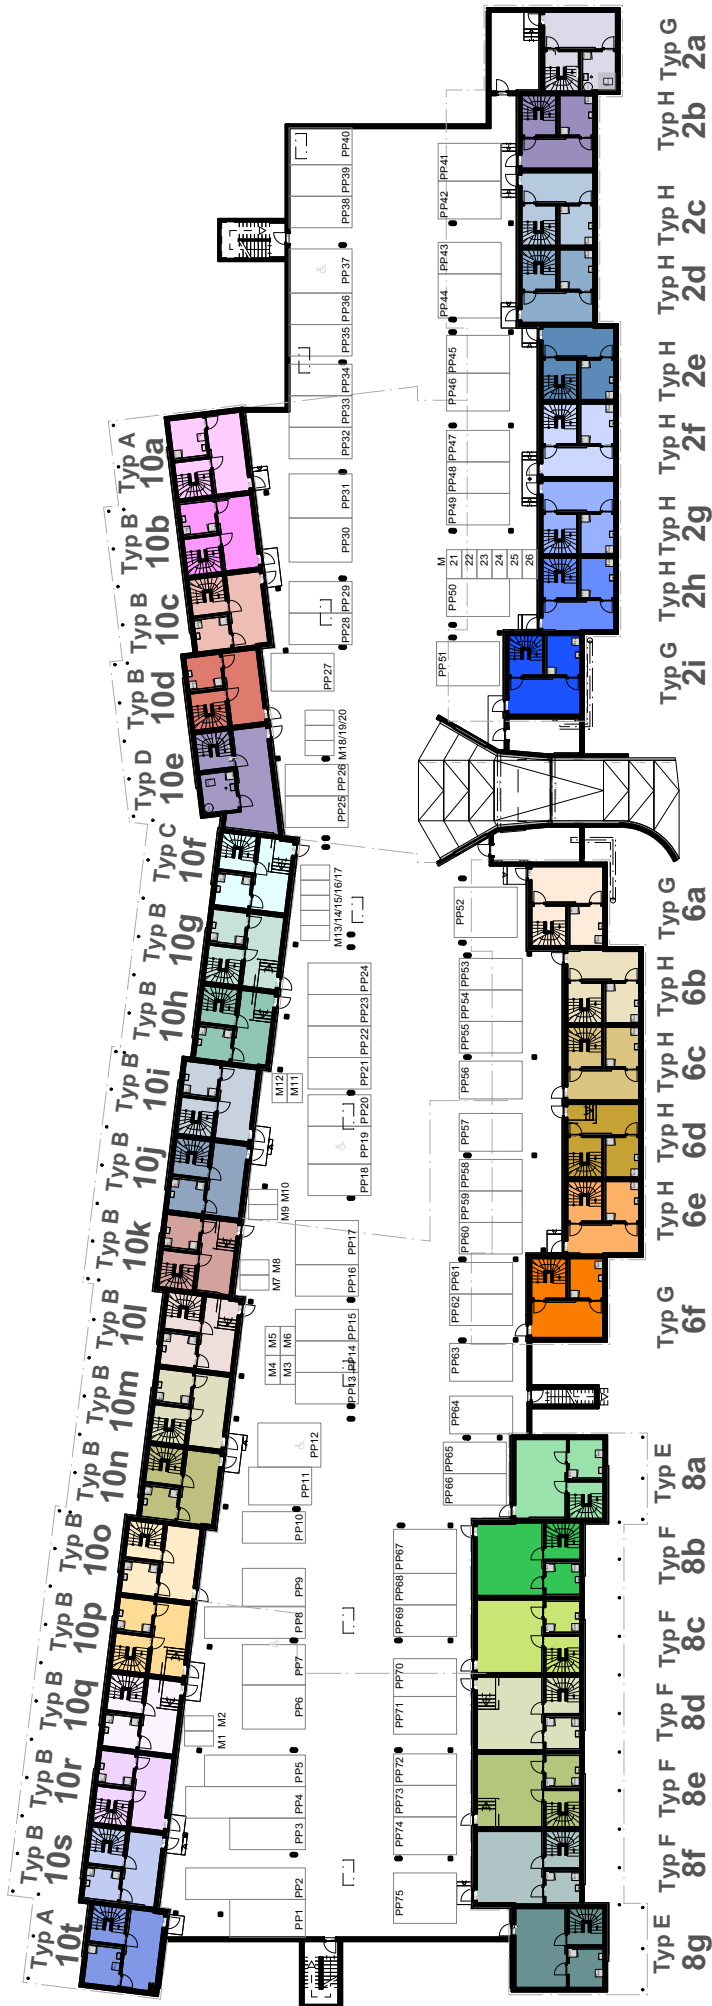 Typ G
2a
Typ H
2b
Typ H
2c
Typ H
2d
Typ H
2e
Typ H
2f
Typ H
2g
Typ H
2h
Typ G
2i
Typ G
6a
Typ H
6b
Typ H
6c
Typ H
6d
Typ H
6e
Typ G
6f
Typ E
8a
Typ F
8b
Typ F
8c
Typ F
8d
Typ F
8e
Typ F
8f
Typ E
8g
Typ A
10a
Typ B
10b
Typ B
10c
Typ B
10d
Typ D
10e
Typ C
10f
Typ B
10g
Typ B
10h
Typ B
10i
Typ B
10j
Typ B
10k
Typ B
10l
Typ B
10m
Typ B
10n
Typ B
10o
Typ B
10p
Typ B
10q
Typ B
10r
Typ B
10s
Typ A
10t
PP40
PP39
PP38
PP37
PP36
PP35
PP34
PP33
PP32
PP31
PP30
PP29
PP28
PP27
M18/19/20
PP26
PP25
M13/14/15/16/17
PP24
PP23
PP22
PP21
M12
M11
PP20
PP19
PP18
M10
M9
PP17
PP16
M8
M7
PP15
PP14
PP13
M5
M6
M4
M3
PP12
PP11
PP10
PP9
PP8
PP7
PP6
M2
M1
PP5
PP4
PP3
PP2
PP1
PP41
PP42
PP43
PP44
PP45
PP46
PP47
PP48
PP49
M
21
22
23
24
25
26
PP50
PP51
PP52
PP53
PP54
PP55
PP56
PP57
PP58
PP59
PP60
PP61
PP62
PP63
PP64
PP65
PP66
PP67
PP68
PP69
PP70
PP71
PP72
PP73
PP74
PP75